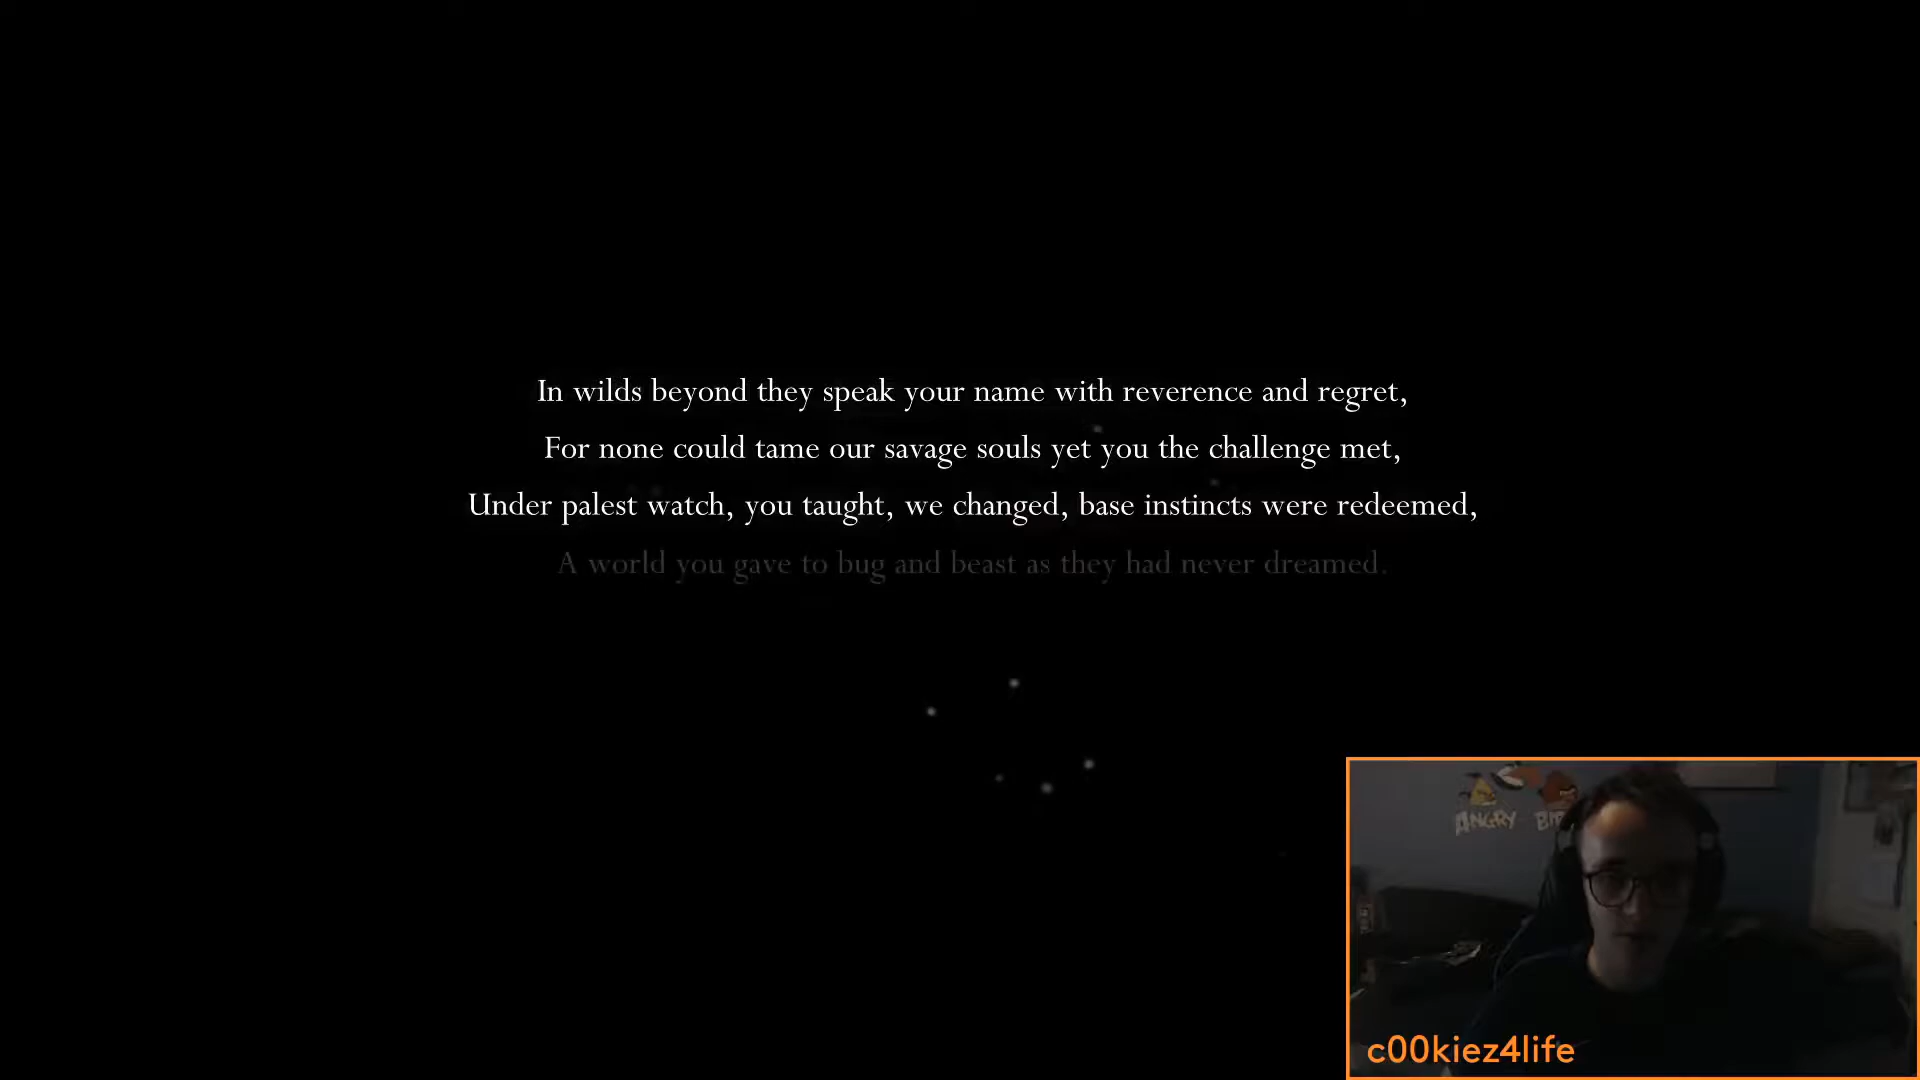 In wilds beyond they speak your name with reverence and regret,
For none could tame our savage souls yet you the challenge met,
Under palest watch, you taught, we changed, base instincts were redeemed,
A world you gave to bug and beast as they had never dreamed.
ANGRY
c00kiez4life